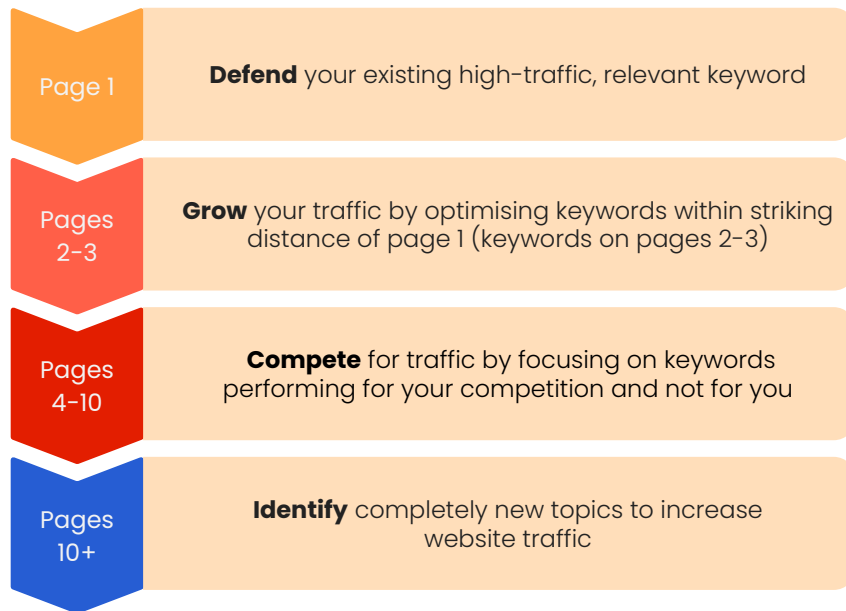 Page 1
Defend your existing high-traffic, relevant keyword
Pages
2-3
Grow your traffic by optimising keywords within striking
distance of page 1 (keywords on pages 2-3)
Pages
4-10
Compete for traffic by focusing on keywords
performing for your competition and not for you
Pages
10+
Identify completely new topics to increase
website traffic